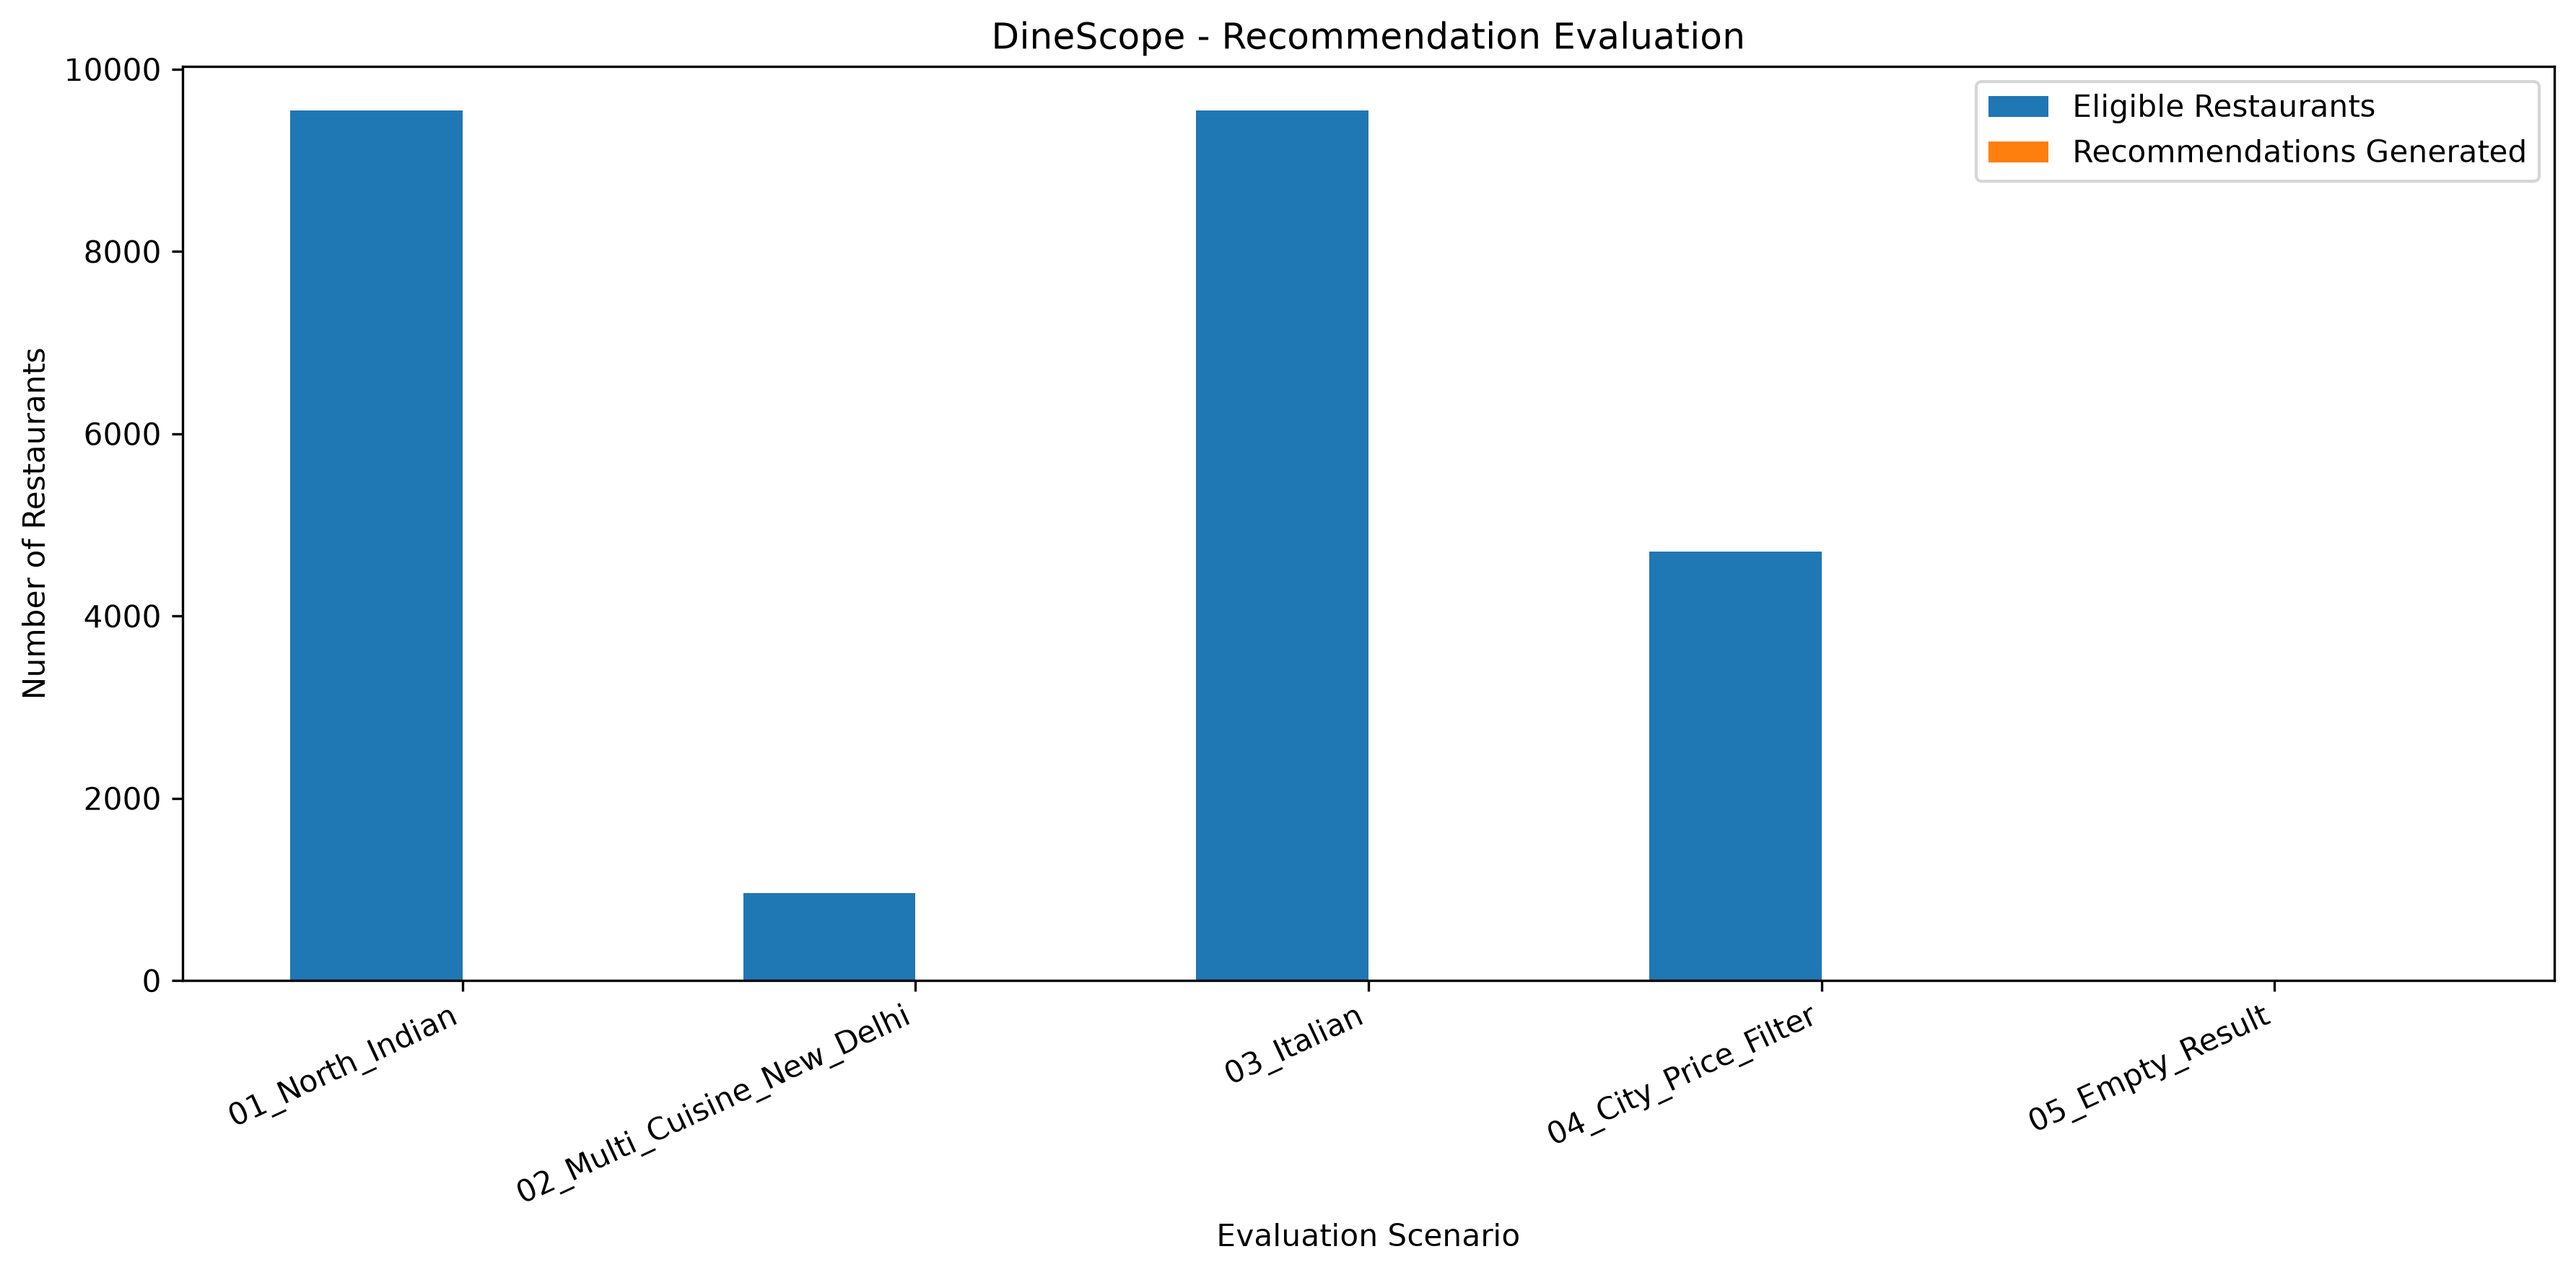 DineScope - Recommendation Evaluation
10000
8000
6000
4000
2000
0
Number of Restaurants
Eligible Restaurants
Recommendations Generated
01_North_Indian
02_Multi_Cuisine_New_Delhi
03_Italian
04_City_Price_Filter
05_Empty_Result
Evaluation Scenario